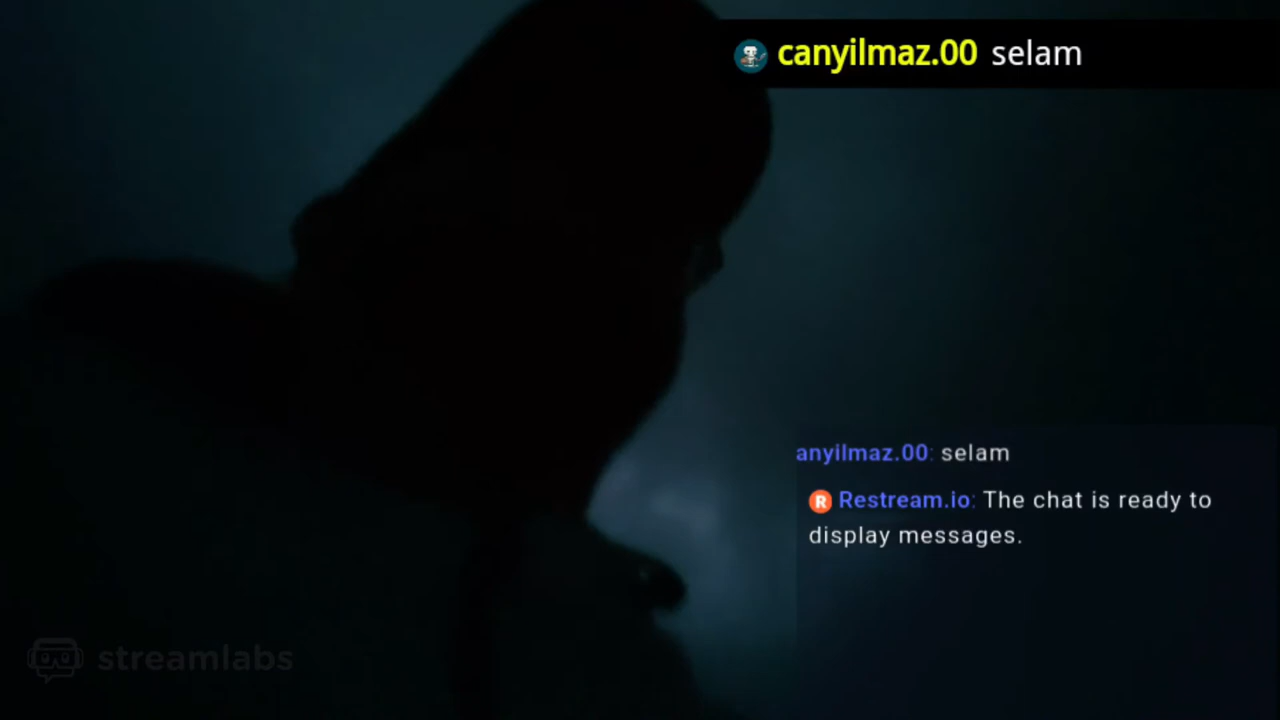 canyilmaz.00 selam
anyilmaz.00: selam
R Restream.io: The chat is ready to
display messages.
streamlabs